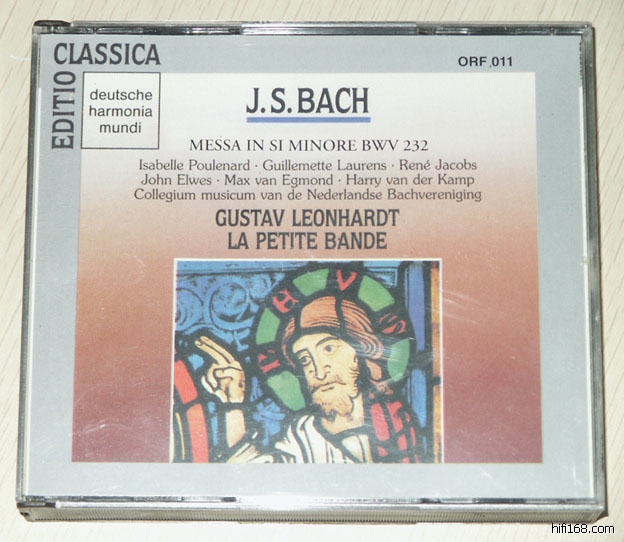 EDITIO CLASSICA
deutsche
harmonia
mundi
ORF 011
J.S. BACH
MESSA IN SI MINORE BWV 232
Isabelle Poulenard · Guillemette Laurens · René Jacobs
John Elwes · Max van Egmond · Harry van der Kamp
Collegium musicum van de Nederlandse Bachvereniging
GUSTAV LEONHARDT
LA PETITE BANDE
hifi168.com